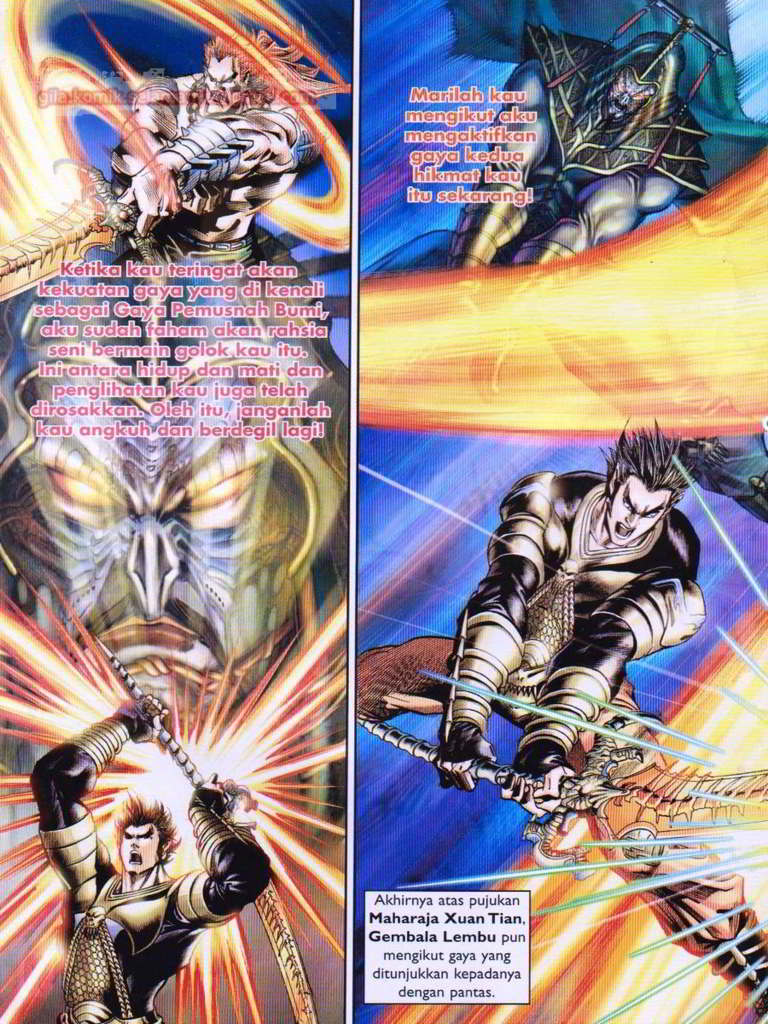 Ketika kau teringat akan
kekuatan gaya yang di kenali
sebagai Gaya Pemusnah Bumi,
aku sudah faham akan rahsia
seni bermain golok kau itu.
Ini antara hidup dan mati dan
penglihatan kau juga telah
dirosakkan. Oleh itu, janganlah
kau angkuh dan berdegil lagi!
Marilah kau
mengikut aku
mengaktifkan
gaya kedua
hikmat kau
itu sekarang!
Akhirnya atas pujukan
Maharaja Xuan Tian,
Gembala Lembu pun
mengikut gaya yang
ditunjukkan kepadanya
dengan pantas.